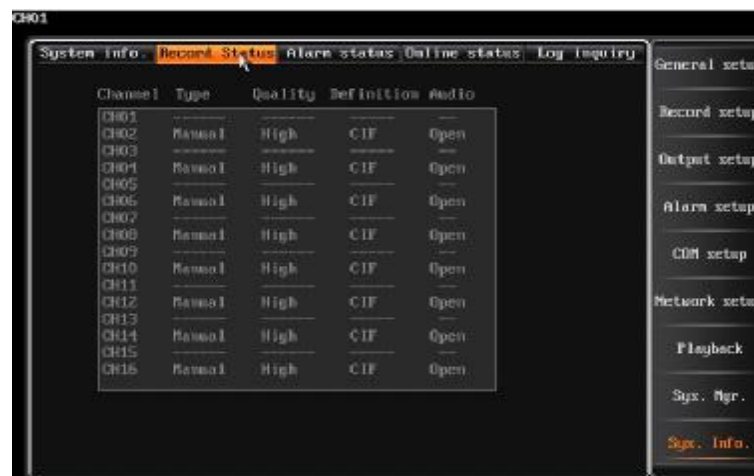 CH01
System info. Record Status Alarm status Online status Log Inquiry
Channel Type Quality Definition Audio
CH01 ------ ------ ------ ---
CH02 Manual High CIF Open
CH03 ------ ------ ------ ---
CH04 Manual High CIF Open
CH05 ------ ------ ------ ---
CH06 Manual High CIF Open
CH07 ------ ------ ------ ---
CH08 Manual High CIF Open
CH09 ------ ------ ------ ---
CH10 Manual High CIF Open
CH11 ------ ------ ------ ---
CH12 Manual High CIF Open
CH13 ------ ------ ------ ---
CH14 Manual High CIF Open
CH15 ------ ------ ------ ---
CH16 Manual High CIF Open
General setu
Record setup
Output setup
Alarm setup
COM setup
Network setu
Playback
Sys. Mgr.
Sys. Info.